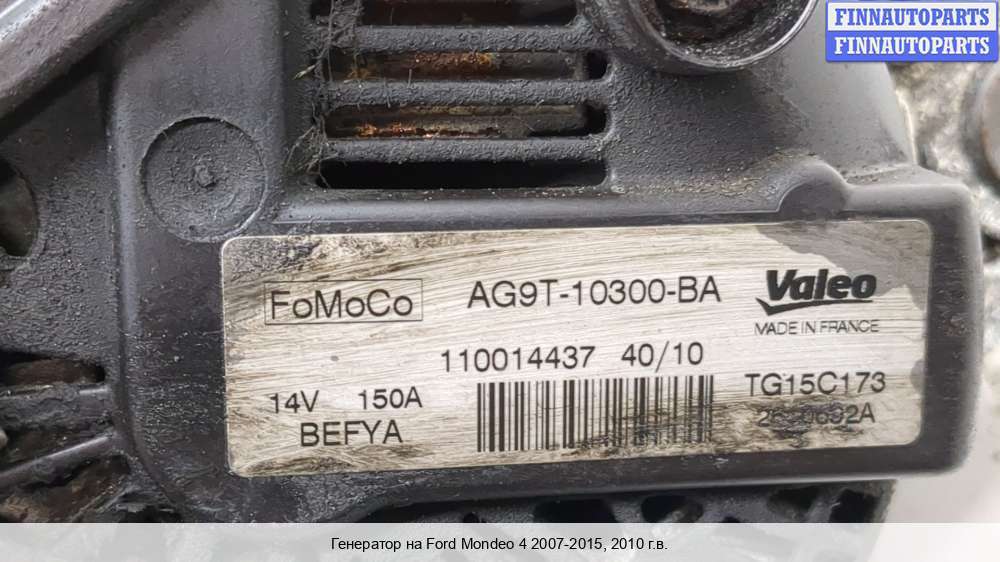 FINNAUTOPARTS
FINNAUTOPARTS
FoMoCo AG9T-10300-BA Valeo
MADE IN FRANCE
110014437 40/10
14V 150A TG15C173
BEFYA
Генератор на Ford Mondeo 4 2007-2015, 2010 г.в.